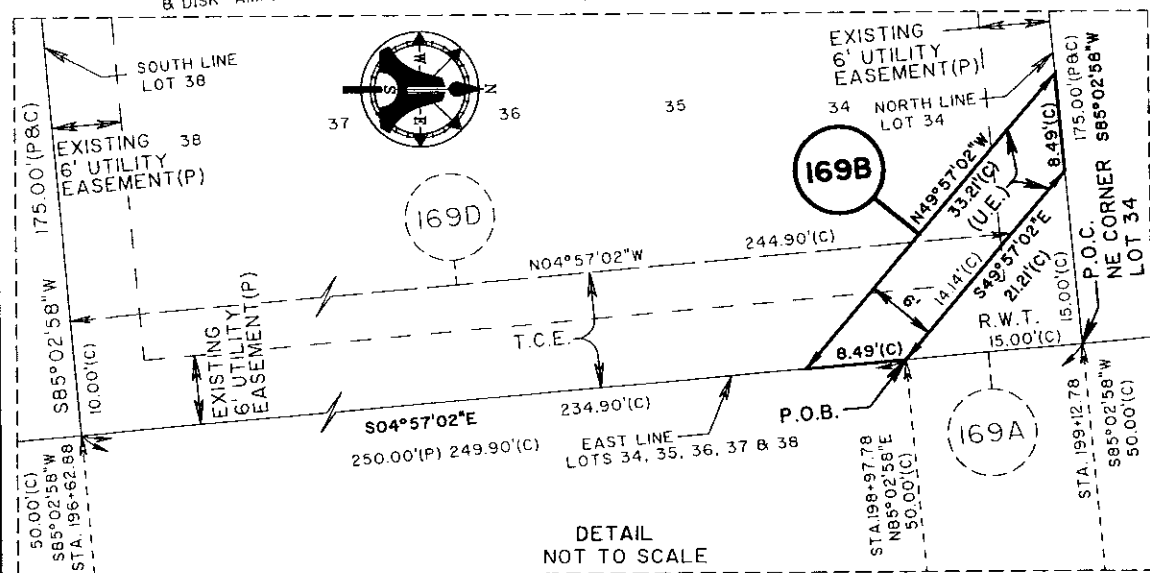 SOUTH LINE
LOT 38
175.00'(P&C)
S85°02'58"W
EXISTING
6' UTILITY
EASEMENT(P)
38
37
W
S
N
E
36
35
34
EXISTING
6' UTILITY
EASEMENT(P)
NORTH LINE
LOT 34
175.00'(P&C)
S85°02'58"W
169B
N49°57'02"W
33.21'(C)
(U.E.)
8.49'(C)
169D
N04°57'02"W
244.90'(C)
14.14'(C)
S49°57'02"E
21.21'(C)
6'
P.O.C.
NE CORNER
LOT 34
15.00'(C)
R.W.T.
15.00'(C)
10.00'(C)
EXISTING
6' UTILITY
EASEMENT(P)
T.C.E.
8.49'(C)
P.O.B.
S04°57'02"E
234.90'(C)
250.00'(P) 249.90'(C)
EAST LINE
LOTS 34, 35, 36, 37 & 38
169A
50.00'(C)
S85°02'58"W
STA. 196+62.88
STA.198+97.78
N85°02'58"E
50.00'(C)
STA. 199+12.78
S85°02'58"W
50.00'(C)
DETAIL
NOT TO SCALE